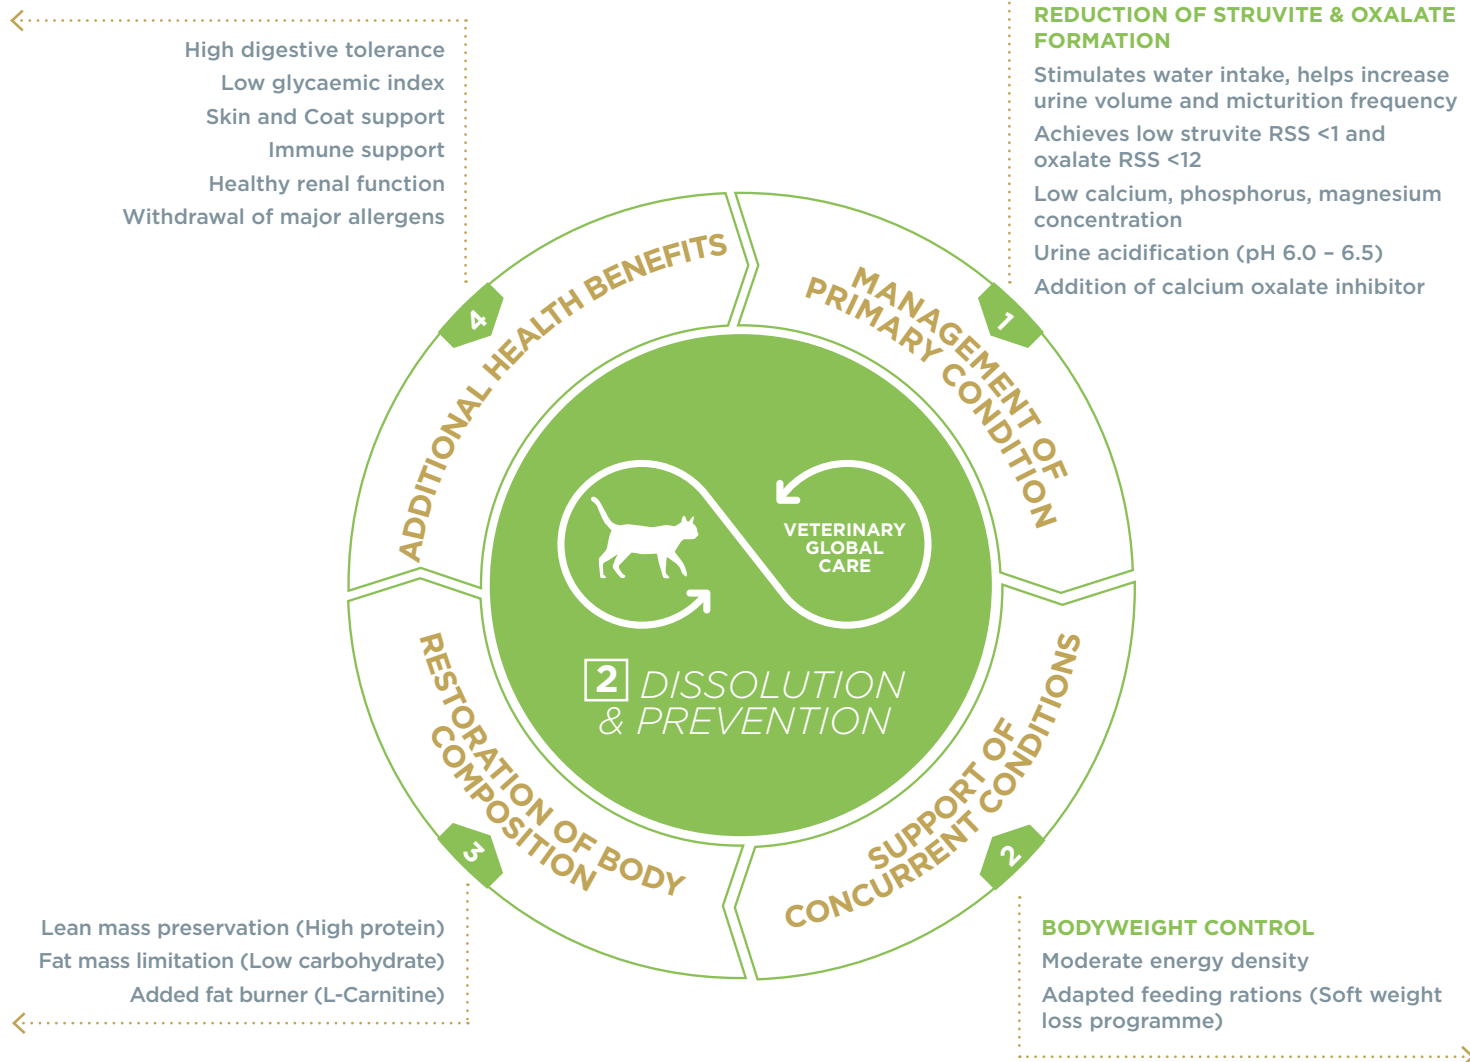 REDUCTION OF STRUVITE & OXALATE
FORMATION
Stimulates water intake, helps increase
urine volume and micturition frequency
Achieves low struvite RSS <1 and
oxalate RSS <12
Low calcium, phosphorus, magnesium
concentration
Urine acidification (pH 6.0 – 6.5)
Addition of calcium oxalate inhibitor
High digestive tolerance
Low glycaemic index
Skin and Coat support
Immune support
Healthy renal function
Withdrawal of major allergens
4
ADDITIONAL HEALTH BENEFITS
1
MANAGEMENT OF
PRIMARY CONDITION
VETERINARY
GLOBAL
CARE
2 DISSOLUTION
& PREVENTION
3
RESTORATION OF BODY
COMPOSITION
2
SUPPORT OF
CONCURRENT CONDITIONS
Lean mass preservation (High protein)
Fat mass limitation (Low carbohydrate)
Added fat burner (L-Carnitine)
BODYWEIGHT CONTROL
Moderate energy density
Adapted feeding rations (Soft weight
loss programme)